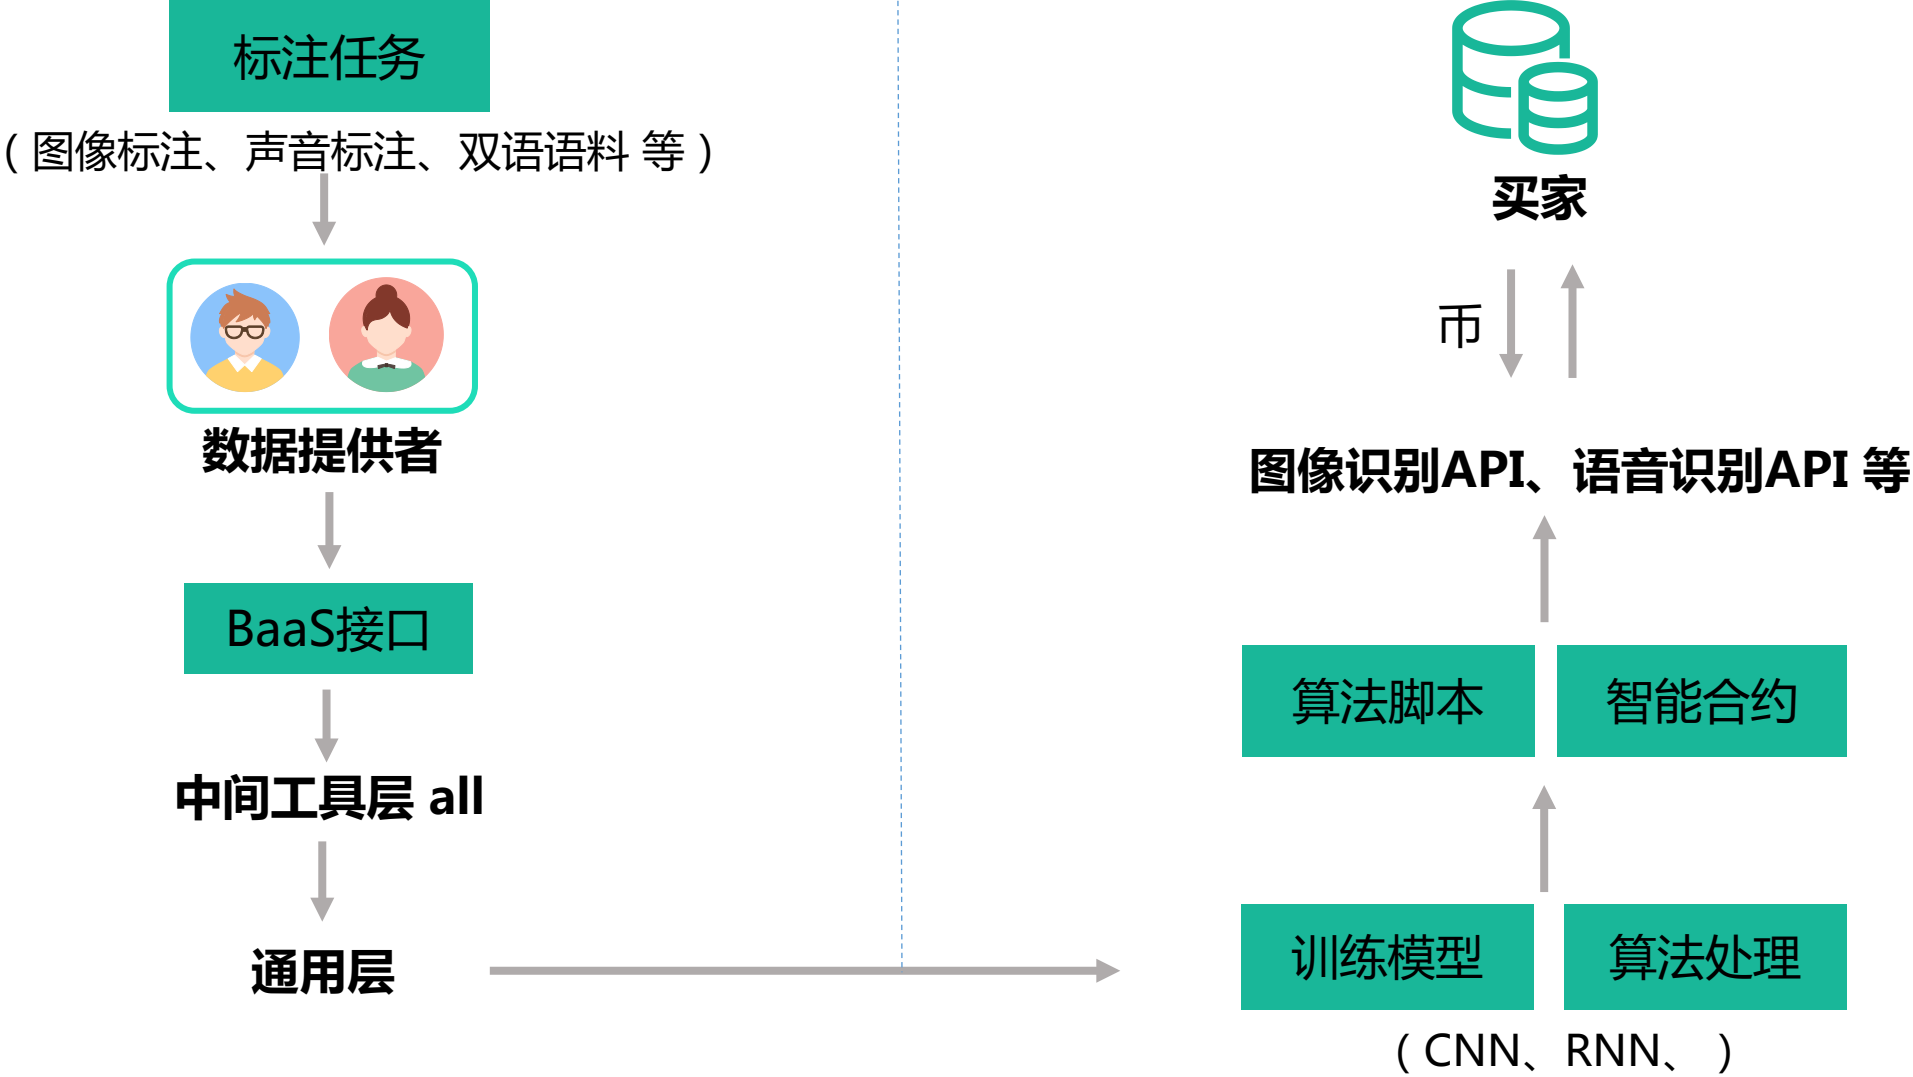 标注任务
（图像标注、声音标注、双语语料 等）
数据提供者
BaaS接口
中间工具层 all
通用层
买家
币
图像识别API、语音识别API 等
算法脚本
智能合约
训练模型
算法处理
（CNN、RNN、）